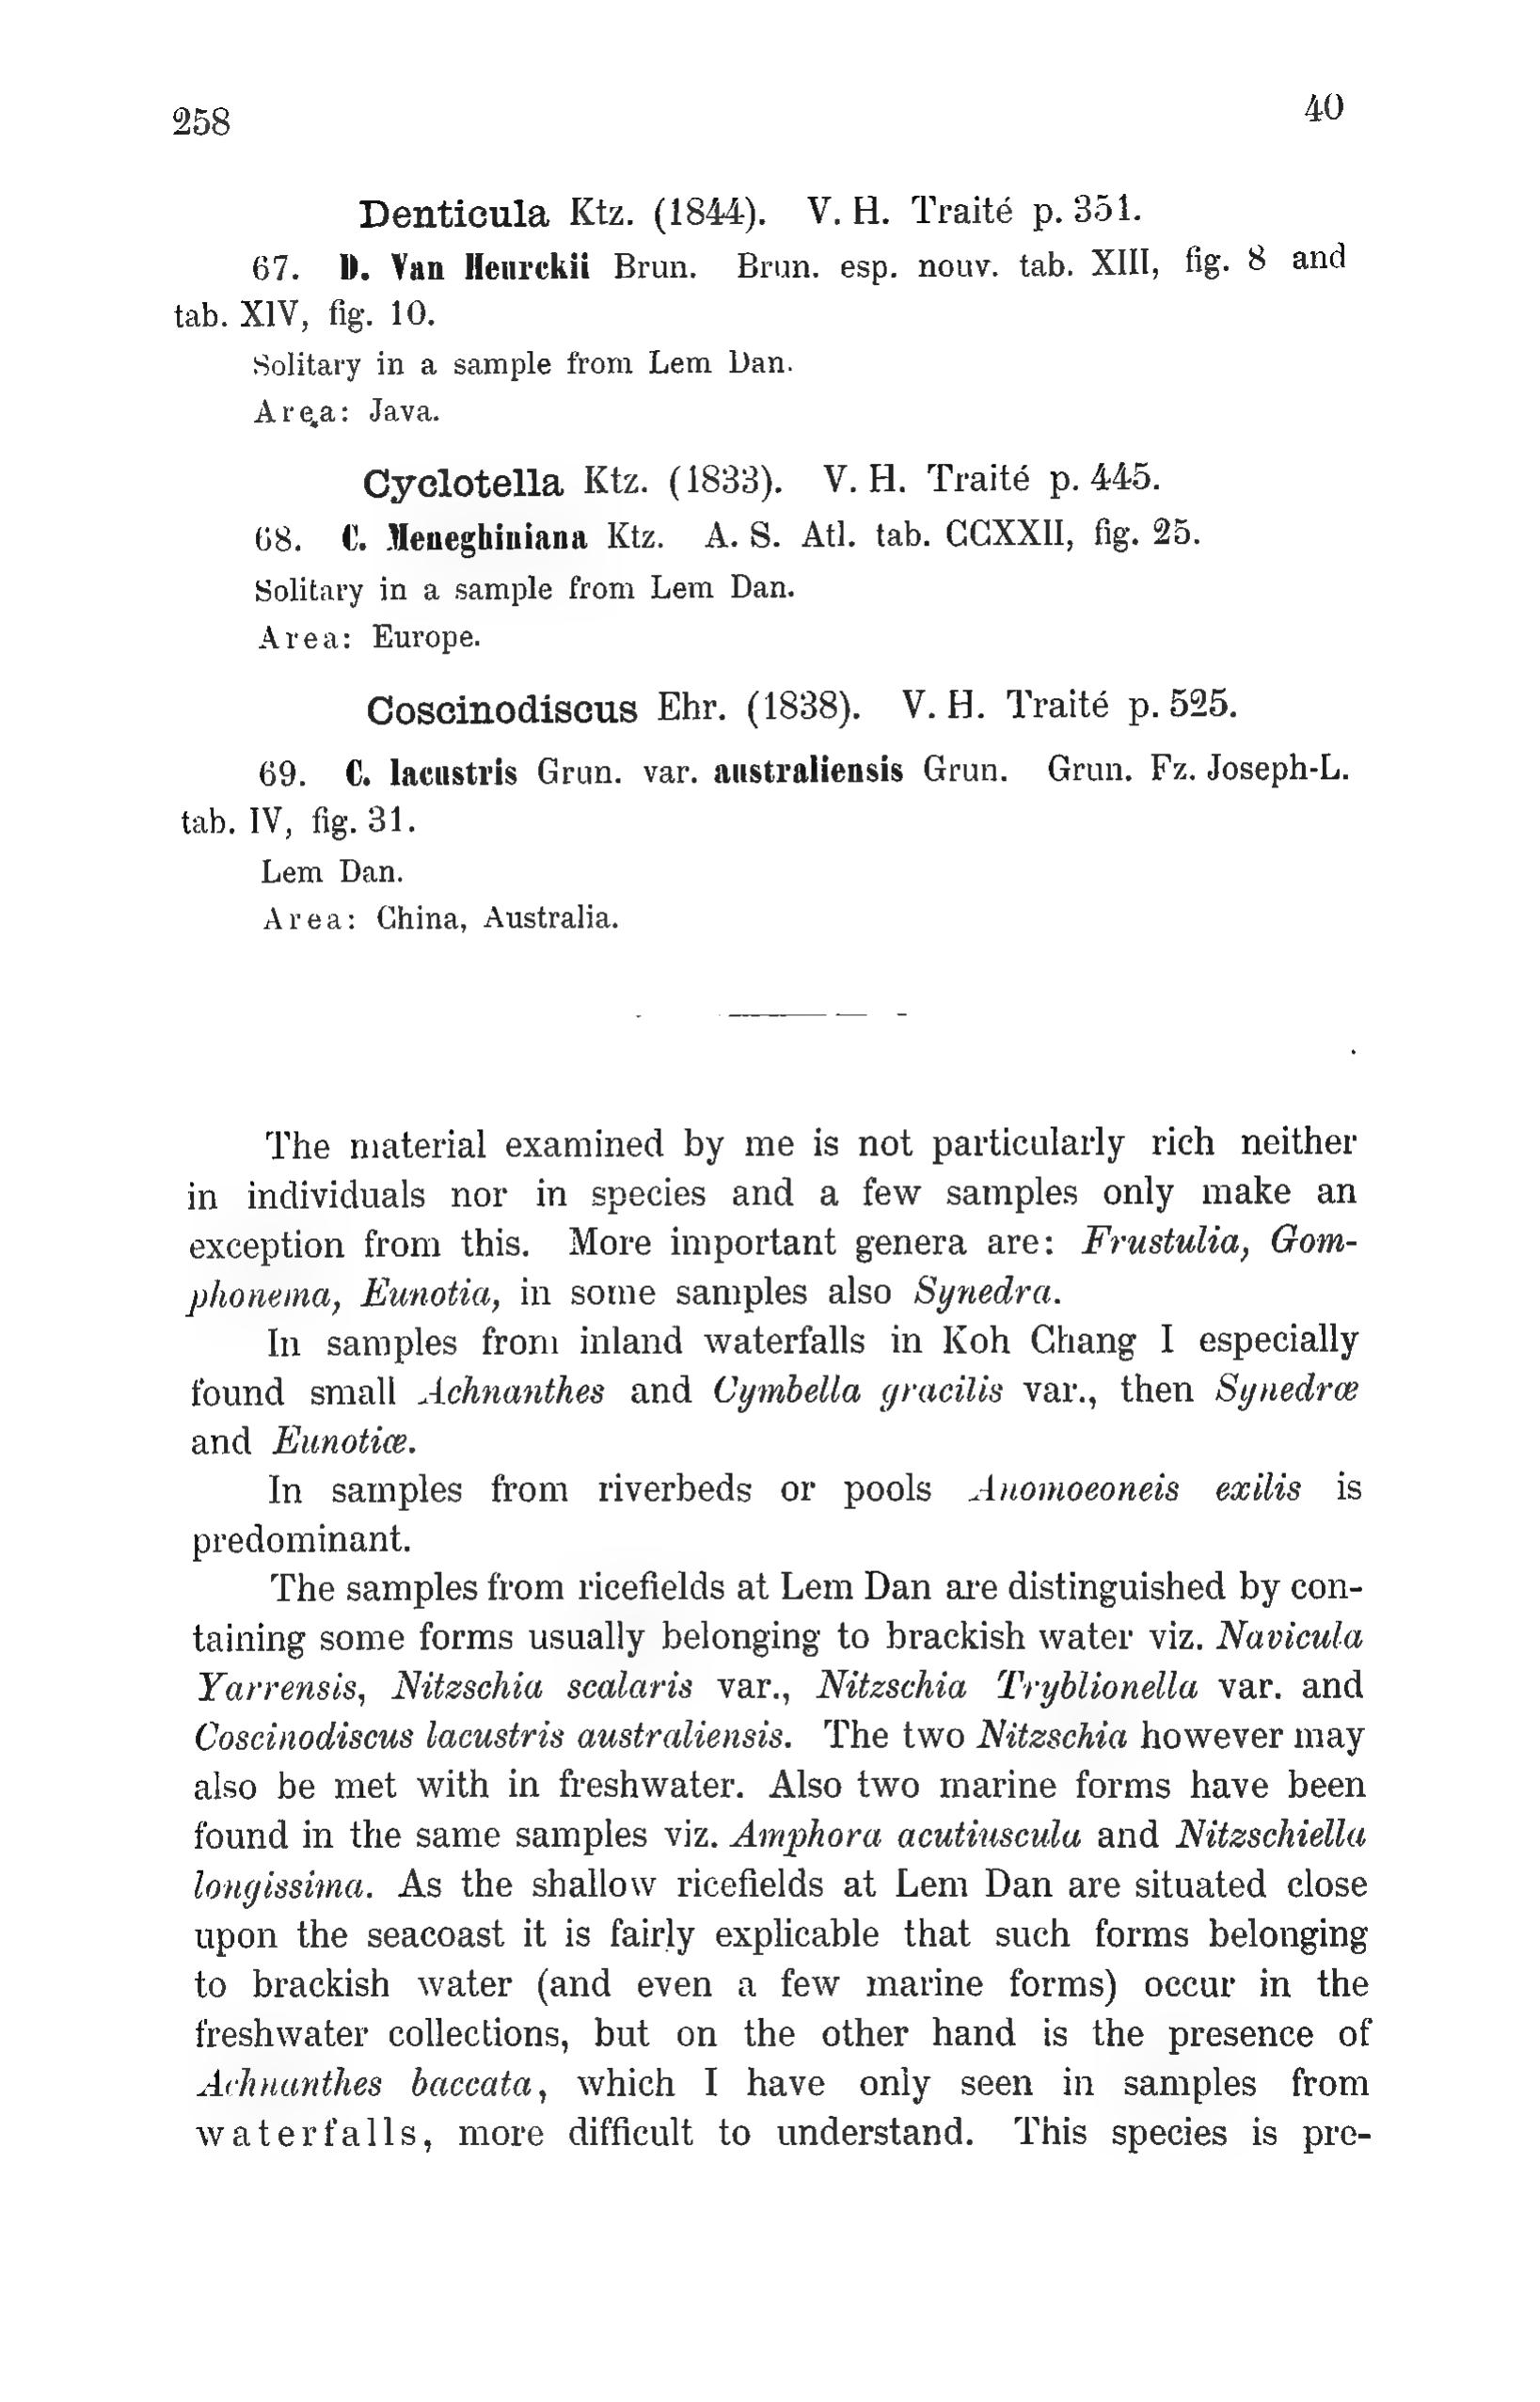 258
40
Denticula Ktz. (1844). V. H. Traité p. 351.
67. D. Van Heurckii Brun. Brun. esp. nouv. tab. XIII, fig. 8 and
tab. XIV, fig. 10.
Solitary in a sample from Lem Dan.
Area: Java.
Cyclotella Ktz. (1833). V. H. Traité p. 445.
68. C. Meneghiniana Ktz. A. S. Atl. tab. CCXXII, fig. 25.
Solitary in a sample from Lem Dan.
Area: Europe.
Coscinodiscus Ehr. (1838). V. H. Traité p. 525.
69. C. lacustris Grun. var. australiensis Grun. Grun. Fz. Joseph-L.
tab. IV, fig. 31.
Lem Dan.
Area: China, Australia.
The material examined by me is not particularly rich neither
in individuals nor in species and a few samples only make an
exception from this. More important genera are: Frustulia, Gom-
phonema, Eunotia, in some samples also Synedra.
In samples from inland waterfalls in Koh Chang I especially
found small Achnanthes and Cymbella gracilis var., then Synedræ
and Eunotiæ.
In samples from riverbeds or pools Anomoeoneis exilis is
predominant.
The samples from ricefields at Lem Dan are distinguished by con-
taining some forms usually belonging to brackish water viz. Navicula
Yarrensis, Nitzschia scalaris var., Nitzschia Tryblionella var. and
Coscinodiscus lacustris australiensis. The two Nitzschia however may
also be met with in freshwater. Also two marine forms have been
found in the same samples viz. Amphora acutiuscula and Nitzschiella
longissima. As the shallow ricefields at Lem Dan are situated close
upon the seacoast it is fairly explicable that such forms belonging
to brackish water (and even a few marine forms) occur in the
freshwater collections, but on the other hand is the presence of
Achnanthes baccata, which I have only seen in samples from
waterfalls, more difficult to understand. This species is pre-